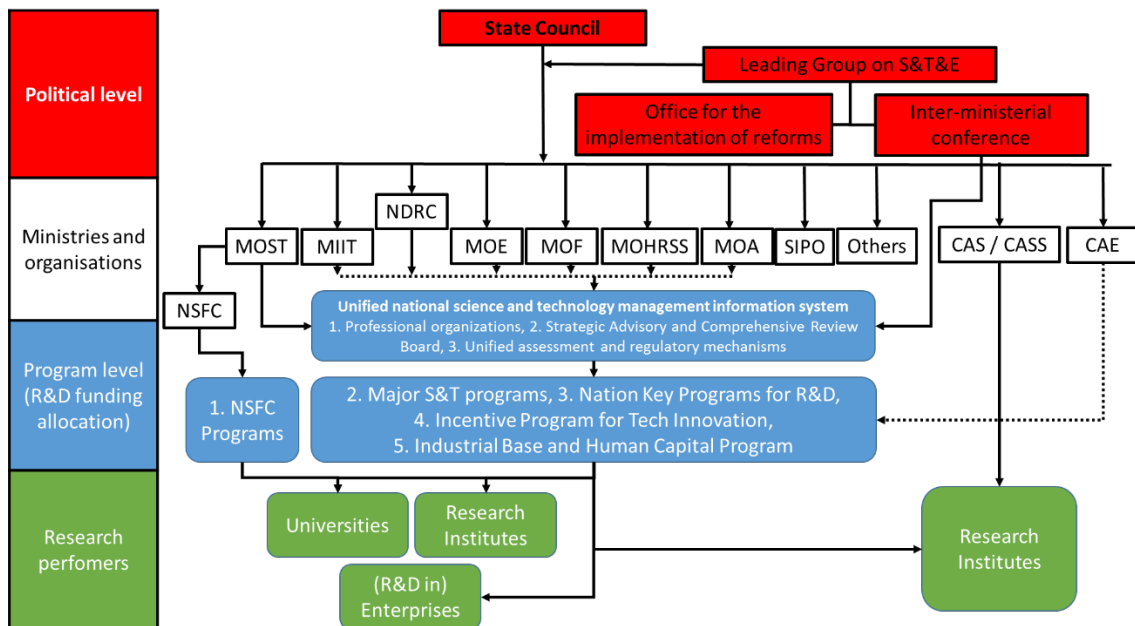 State Council
Leading Group on S&T&E
Political level
Office for the
implementation of reforms
Inter-ministerial
conference
Ministries and
organisations
NDRC
MOST
MIIT
MOE
MOF
MOHRSS
MOA
SIPO
Others
CAS / CASS
CAE
NSFC
Unified national science and technology management information system
1. Professional organizations, 2. Strategic Advisory and Comprehensive Review
Board, 3. Unified assessment and regulatory mechanisms
Program level
(R&D funding
allocation)
1. NSFC
Programs
2. Major S&T programs, 3. Nation Key Programs for R&D,
4. Incentive Program for Tech Innovation,
5. Industrial Base and Human Capital Program
Research
perfomers
Universities
Research
Institutes
Research
Institutes
(R&D in)
Enterprises